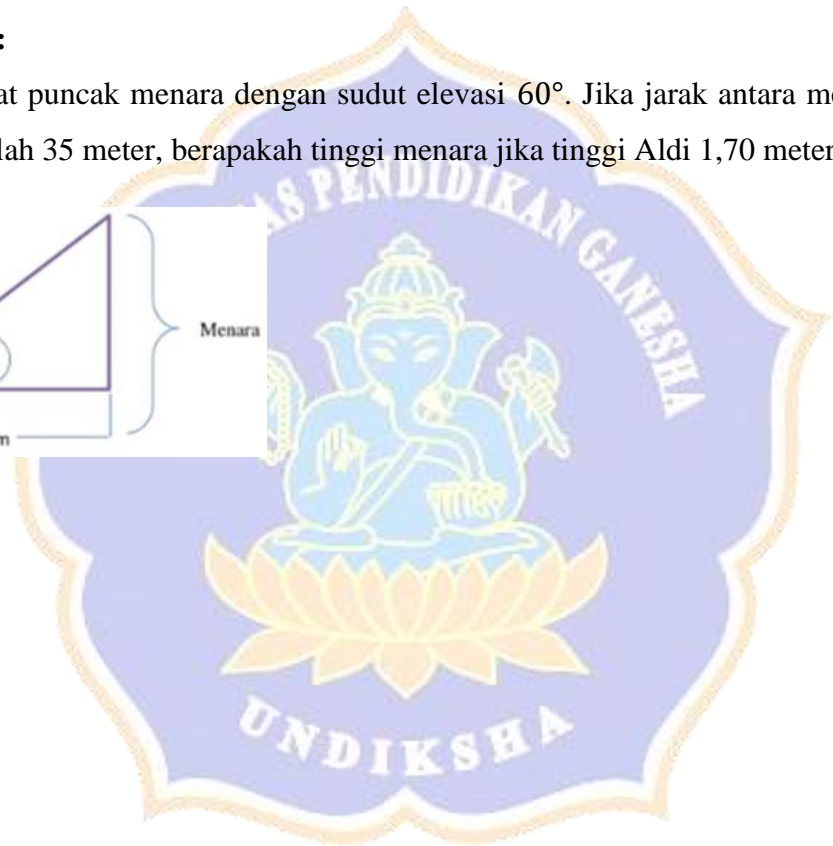 :
at puncak menara dengan sudut elevasi 60°. Jika jarak antara m
lah 35 meter, berapakah tinggi menara jika tinggi Aldi 1,70 meter
AS PENDIDIKAN GANESHA
Menara
m
UNDIKSHA